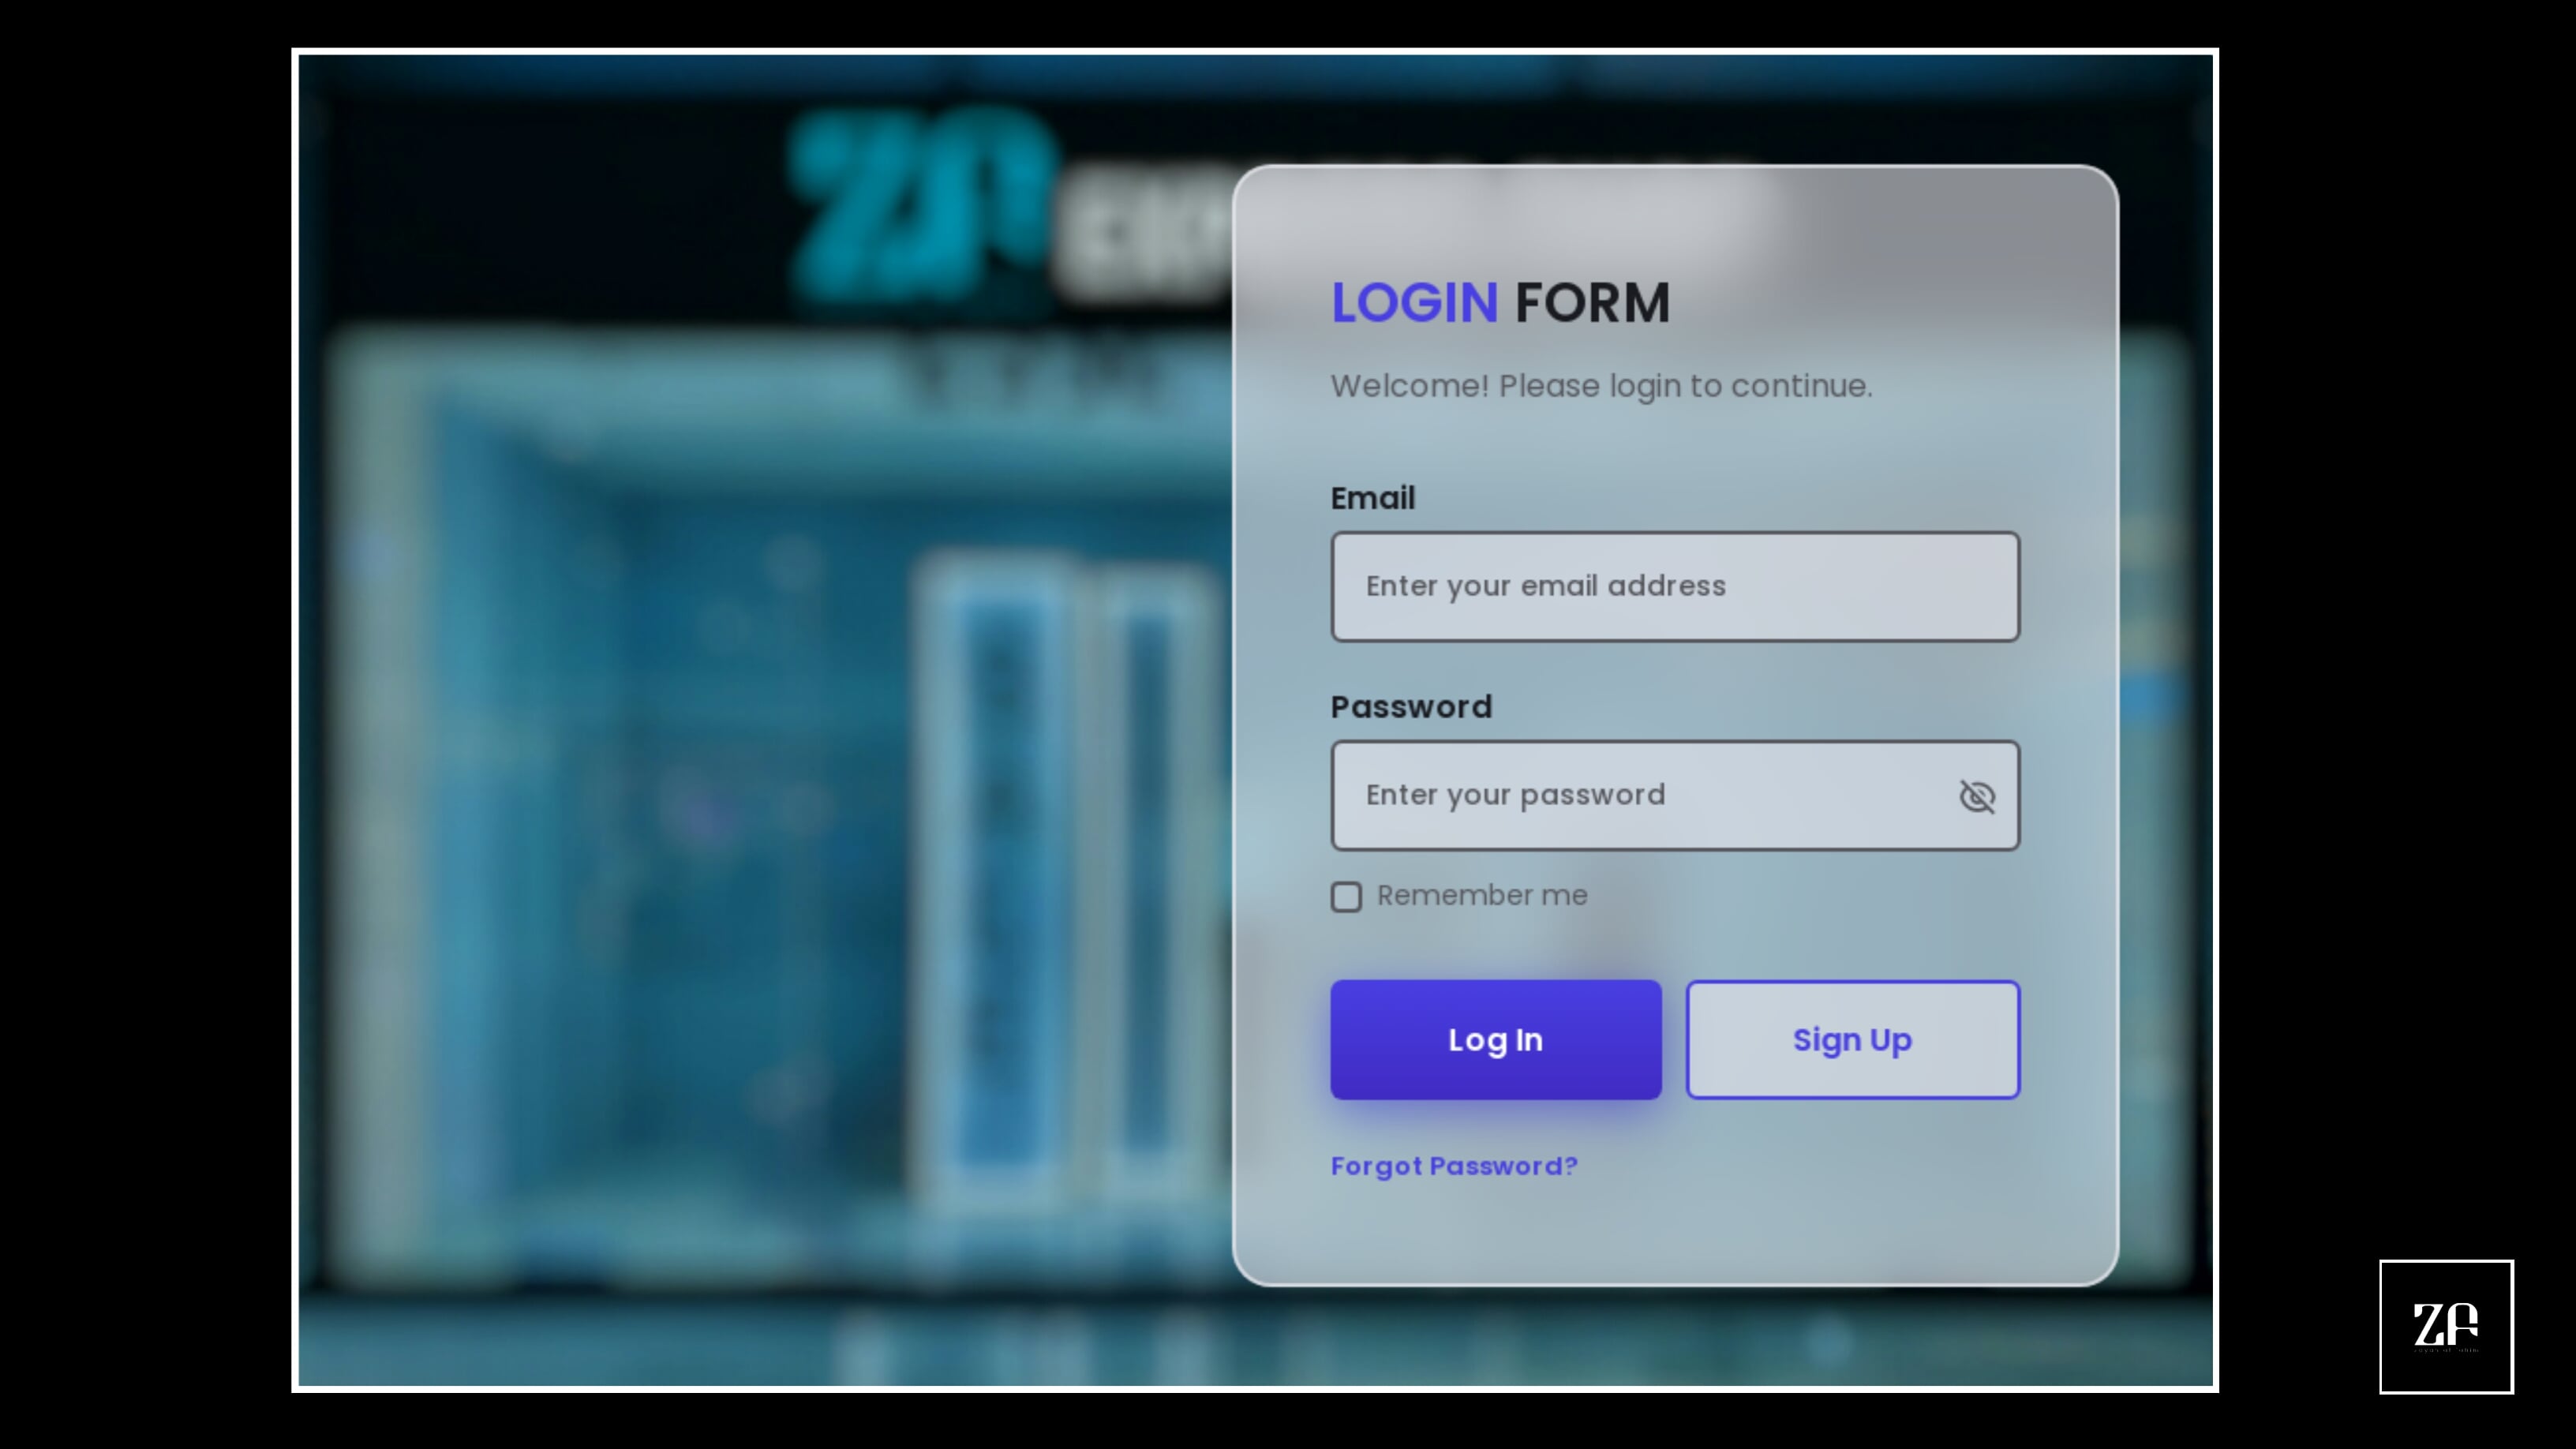 ZA
LOGIN FORM
Welcome! Please login to continue.
Email
Enter your email address
Password
Enter your password
Remember me
Log In
Sign Up
Forgot Password?
ZA